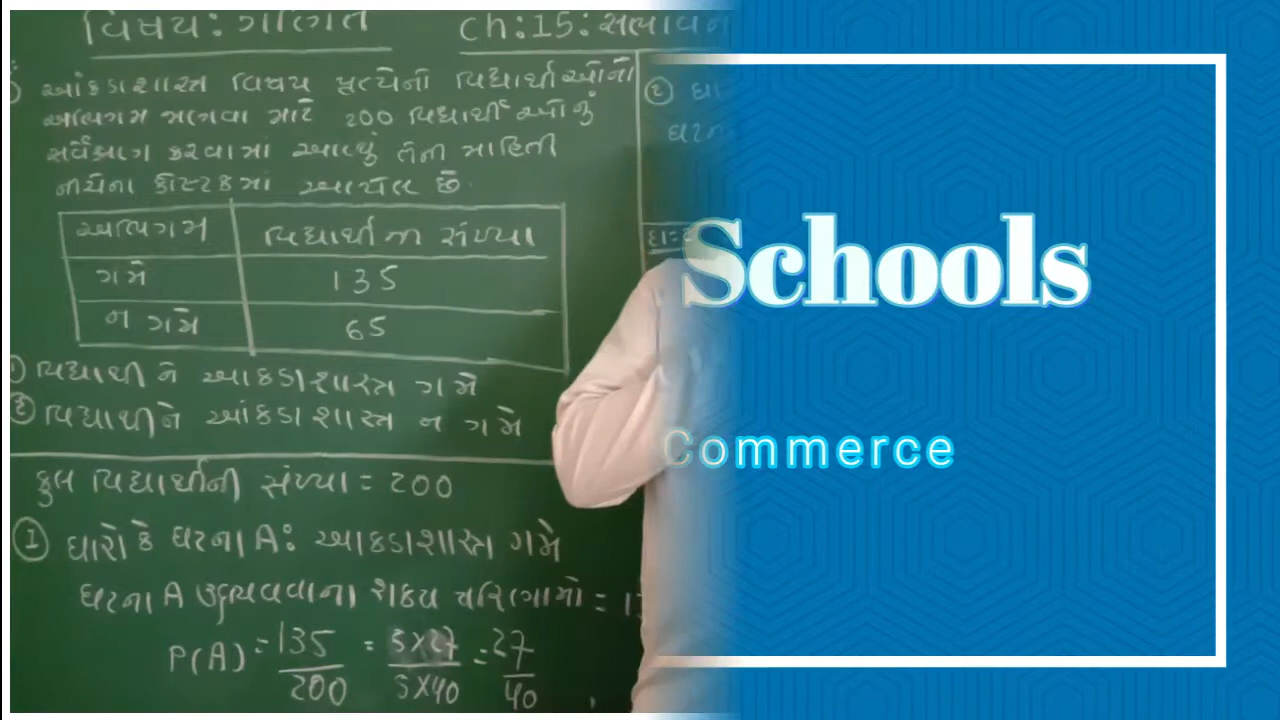 વિષય: ગણિત
ch:15: સંભાવના
આંકડાશાસ્ત્ર વિષય પ્રત્યેનો વિદ્યાર્થીઓનો
અભિગમ જાણવા માટે 200 વિદ્યાર્થીઓનું
સર્વેક્ષણ કરવામાં આવ્યું તેની માહિતી
નીચેના કોષ્ટકમાં આપેલ છે.
અભિગમ વિદ્યાર્થીની સંખ્યા
ગમે 135
ન ગમે 65
① વિદ્યાર્થીને આંકડાશાસ્ત્ર ગમે
② વિદ્યાર્થીને આંકડાશાસ્ત્ર ન ગમે
કુલ વિદ્યાર્થીની સંખ્યા = 200
① ધારો કે ઘટના A: આંકડાશાસ્ત્ર ગમે
ઘટના A ઉદ્ભવવાના શક્ય પરિણામો =
P(A) = 135/200 = 5×27/5×40 = 27/40
②
Schools
Commerce